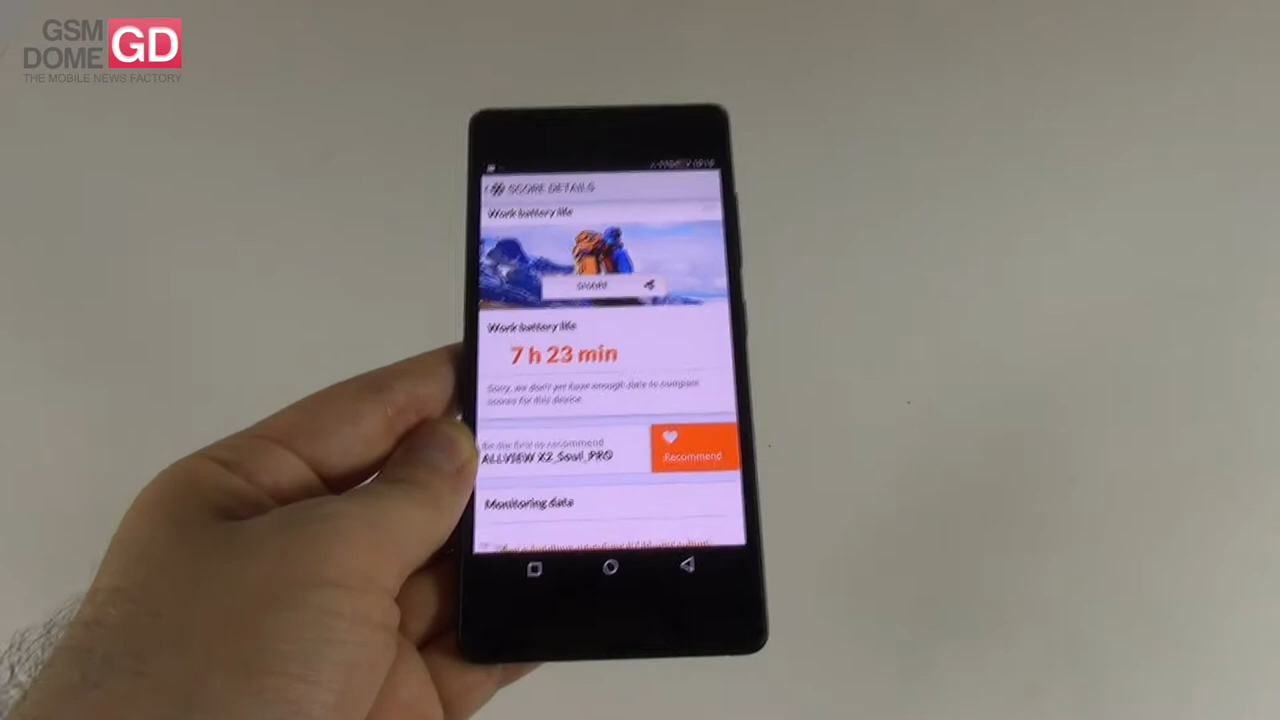 GSM
DOME
GD
THE MOBILE NEWS FACTORY
SCORE DETAILS
Work battery life
SHARE
Work battery life
7 h 23 min
Sorry, we don't yet have enough data to compare
scores for this device
Be the first to recommend
ALLVIEW X2_Soul_PRO
Recommend
Monitoring data